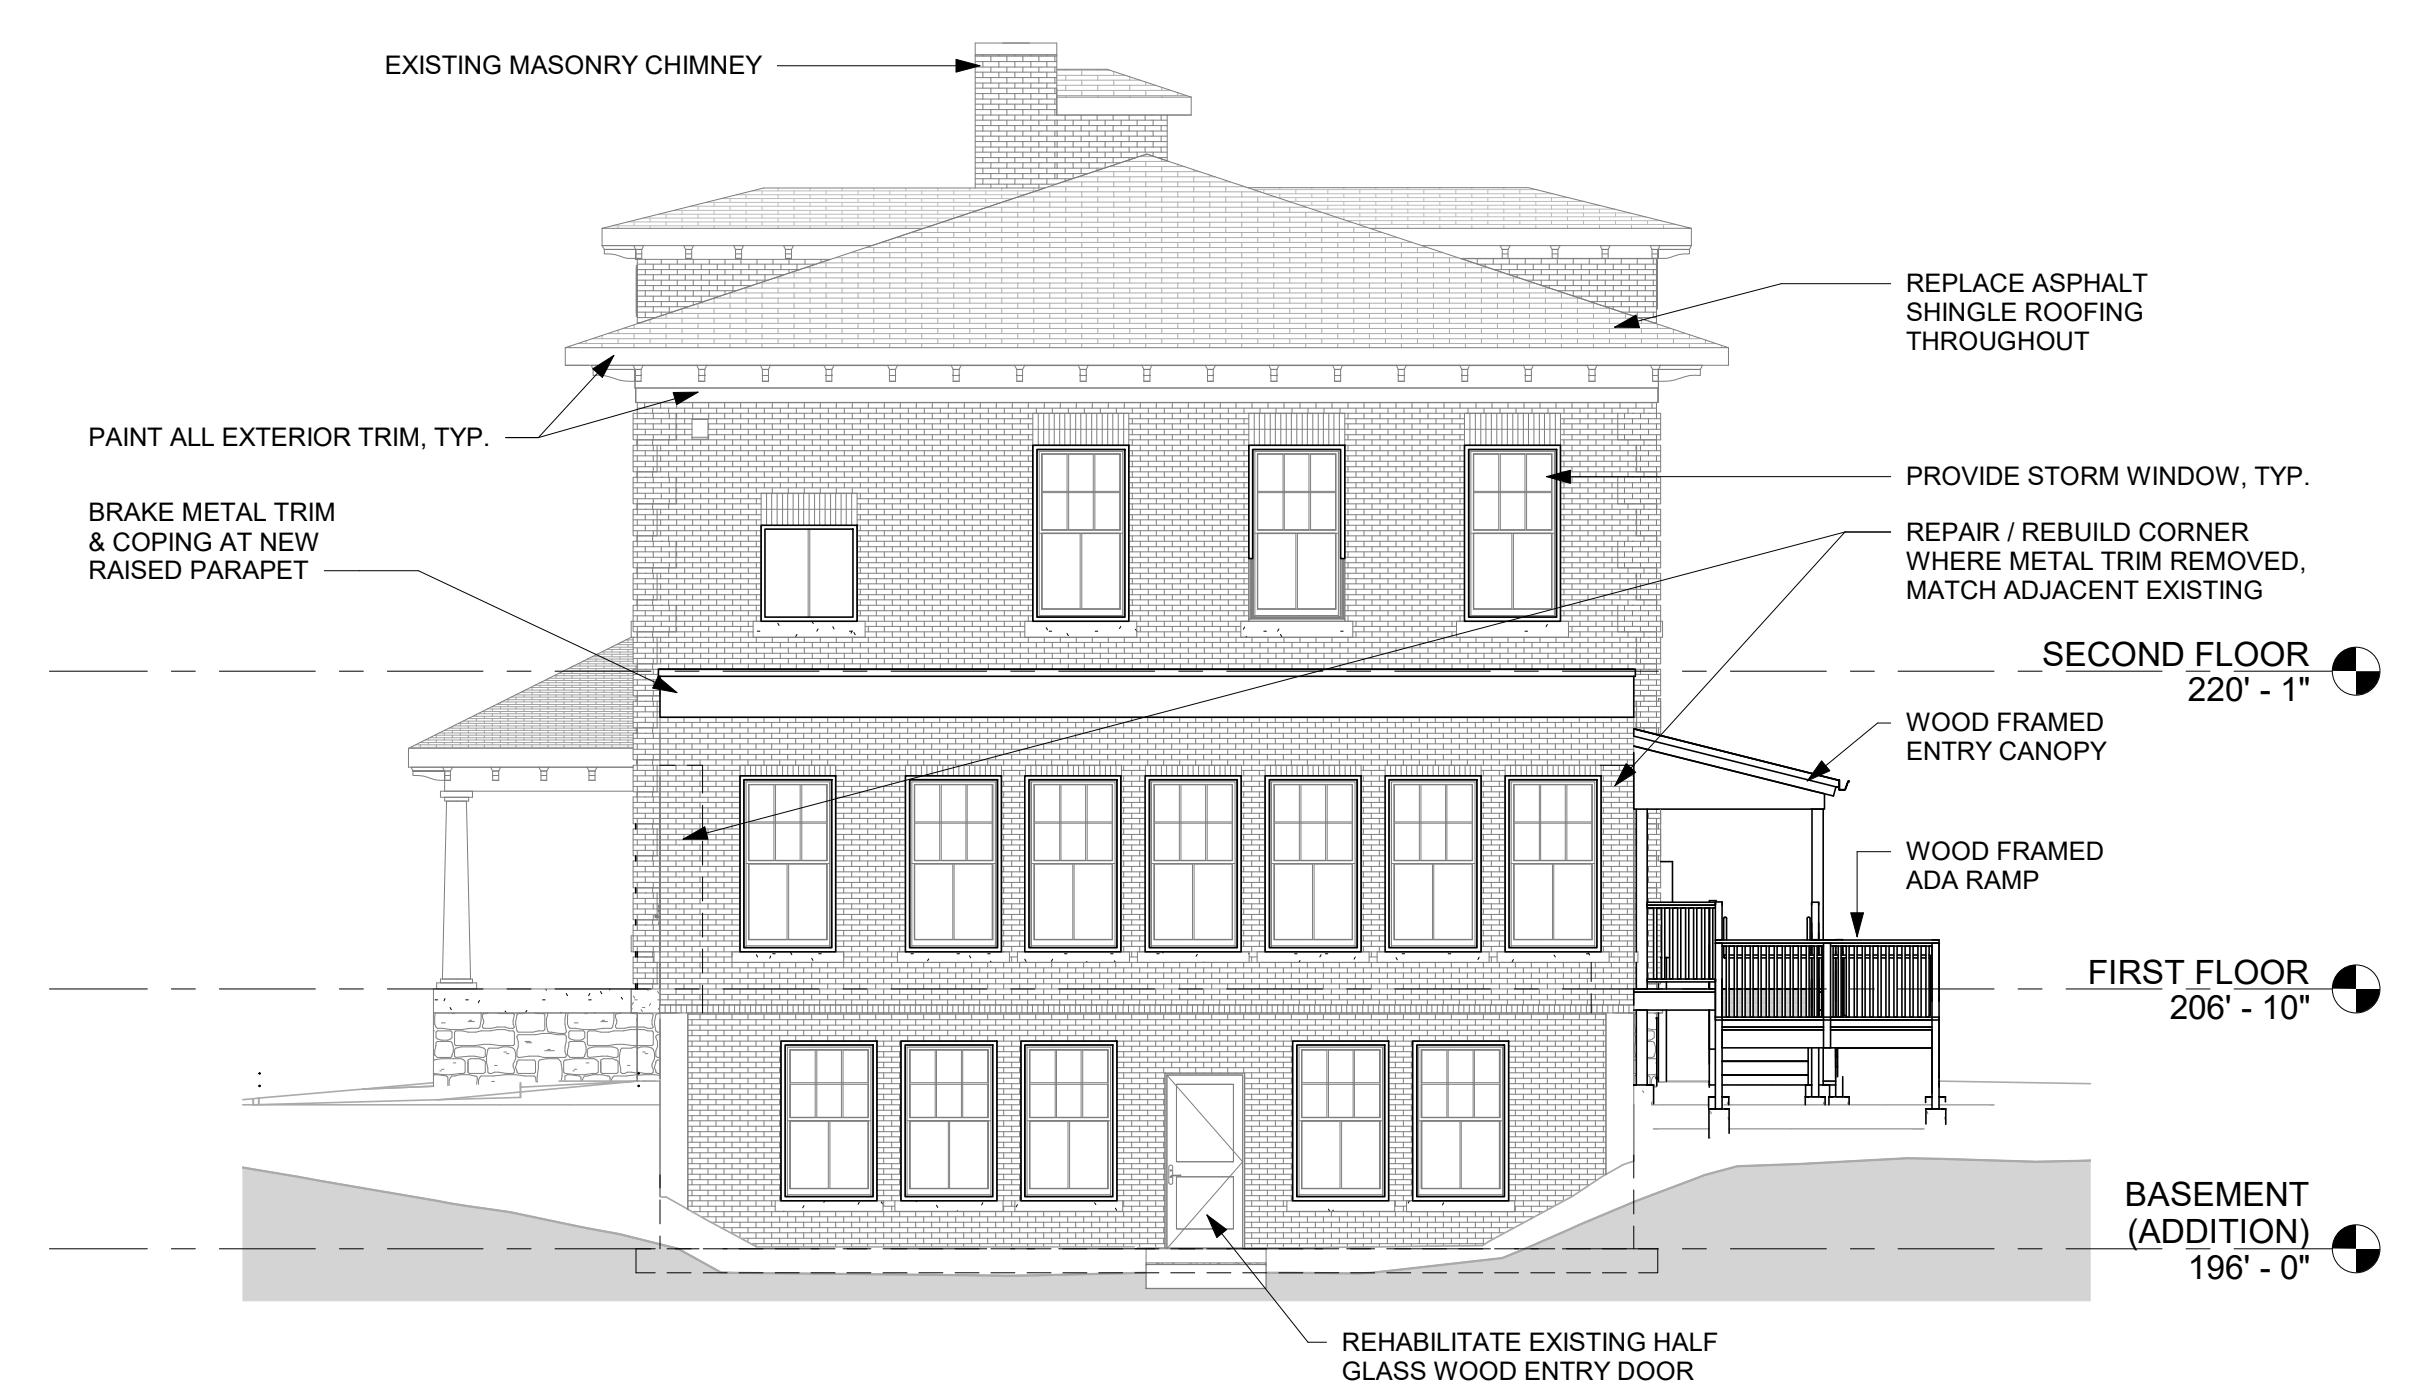 EXISTING MASONRY CHIMNEY
REPLACE ASPHALT
SHINGLE ROOFING
THROUGHOUT
PAINT ALL EXTERIOR TRIM, TYP.
PROVIDE STORM WINDOW, TYP.
BRAKE METAL TRIM
& COPING AT NEW
RAISED PARAPET
REPAIR / REBUILD CORNER
WHERE METAL TRIM REMOVED,
MATCH ADJACENT EXISTING
SECOND FLOOR
220' - 1"
WOOD FRAMED
ENTRY CANOPY
WOOD FRAMED
ADA RAMP
FIRST FLOOR
206' - 10"
BASEMENT
(ADDITION)
196' - 0"
REHABILITATE EXISTING HALF
GLASS WOOD ENTRY DOOR